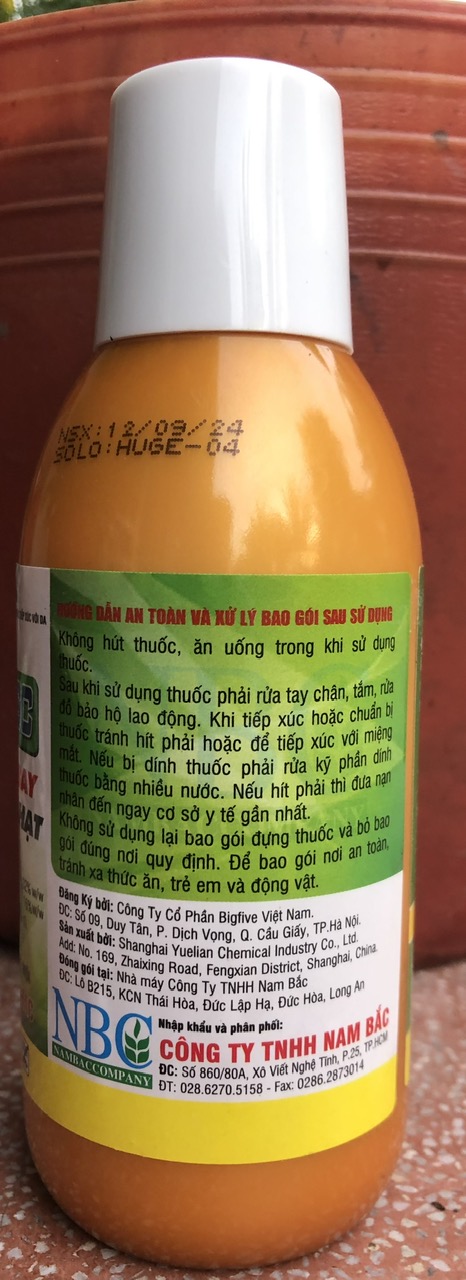 NSX:12/09/24
SOLO:HUGE-04
HƯỚNG DẪN AN TOÀN VÀ XỬ LÝ BAO GÓI SAU SỬ DỤNG
Không hút thuốc, ăn uống trong khi sử dụng
thuốc.
Sau khi sử dụng thuốc phải rửa tay chân, tắm, rửa
đồ bảo hộ lao động. Khi tiếp xúc hoặc chuẩn bị
thuốc tránh hít phải hoặc để tiếp xúc với miệng
mắt. Nếu bị dính thuốc phải rửa kỹ phần dính
thuốc bằng nhiều nước. Nếu hít phải thì đưa nạn
nhân đến ngay cơ sở y tế gần nhất.
Không sử dụng lại bao gói đựng thuốc và bỏ bao
gói đúng nơi quy định. Để bao gói nơi an toàn,
tránh xa thức ăn, trẻ em và động vật.
Đăng Ký bởi: Công Ty Cổ Phần Bigfive Việt Nam.
ĐC: Số 09, Duy Tân, P. Dịch Vọng, Q. Cầu Giấy, TP.Hà Nội.
Sản xuất bởi: Shanghai Yuelian Chemical Industry Co., Ltd.
Add: No. 169, Zhaixing Road, Fengxian District, Shanghai, China.
Đóng gói tại: Nhà máy Công Ty TNHH Nam Bắc
ĐC: Lô B215, KCN Thái Hòa, Đức Lập Hạ, Đức Hòa, Long An
NBC
NAMBACCOMPANY
Nhập khẩu và phân phối:
CÔNG TY TNHH NAM BẮC
ĐC: Số 860/80A, Xô Viết Nghệ Tĩnh, P.25, TP.HCM
ĐT: 028.6270.5158 - Fax: 0286.2873014